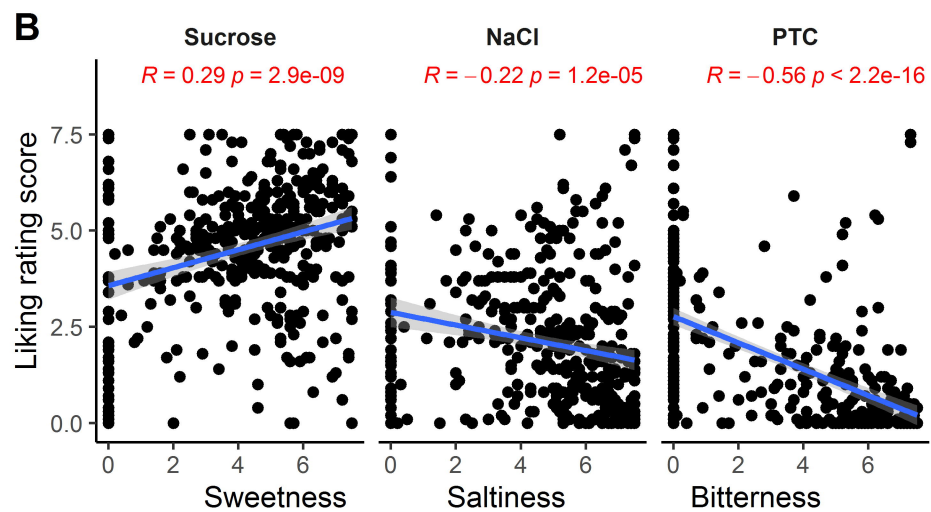 B
Sucrose NaCl PTC
R = 0.29 p = 2.9e-09 R = −0.22 p = 1.2e-05 R = −0.56 p < 2.2e-16
Liking rating score
7.5
5.0
2.5
0.0
0 2 4 6 0 2 4 6 0 2 4 6
Sweetness Saltiness Bitterness